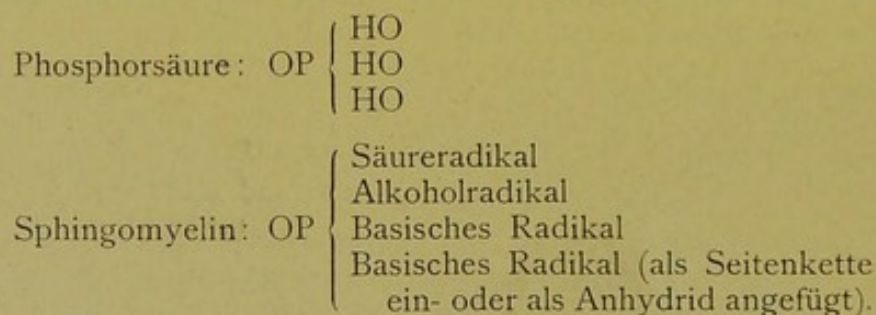 Phosphorsäure: OP { HO
HO
HO
Säureradikal
Alkoholradikal
Sphingomyelin: OP { Basisches Radikal
Basisches Radikal (als Seitenkette
ein- oder als Anhydrid angefügt).